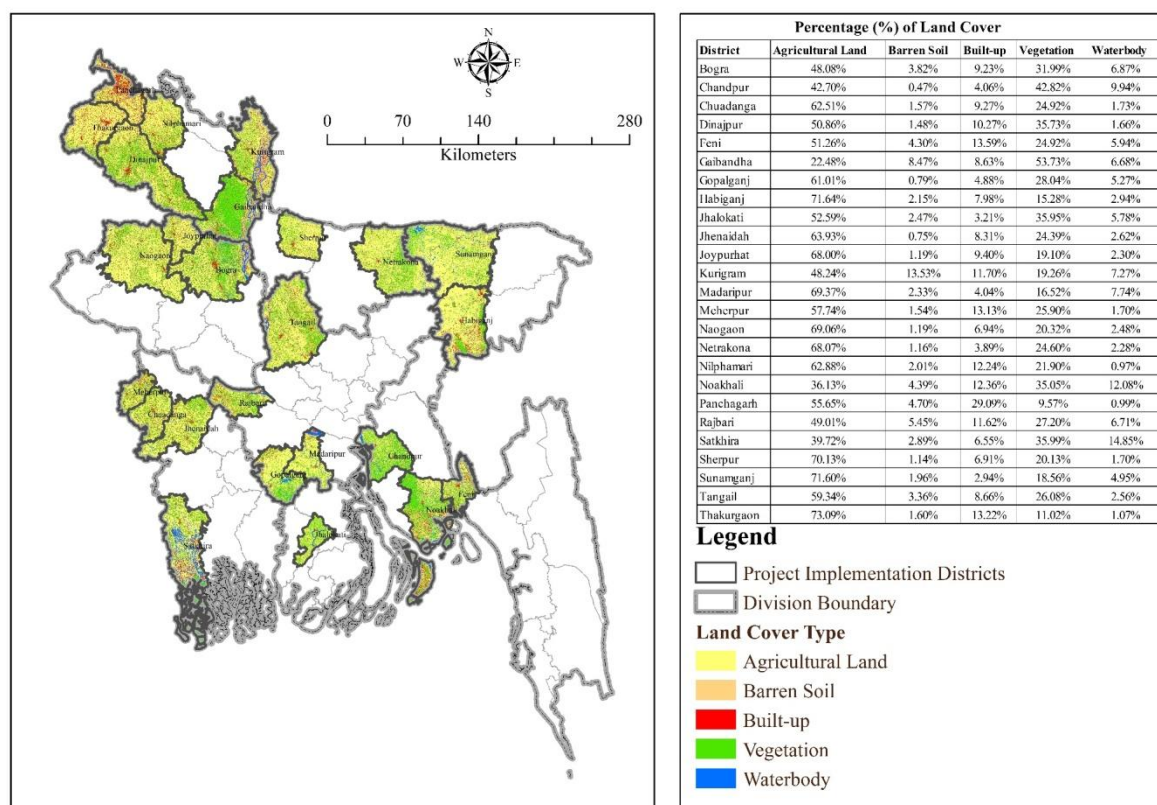 N
W E
S
0 70 140 280
Kilometers
Panchagarh
Thakurgaon
Nilphamari
Dinajpur
Kurigram
Gaibandha
Joypurhat
Naogaon
Bogra
Sherpur
Netrakona
Sunamganj
Tangail
Habiganj
Meherpur
Chuadanga
Jhenaidah
Rajbari
Madaripur
Gopalganj
Chandpur
Feni
Noakhali
Jhalokati
Satkhira
Percentage (%) of Land Cover
District Agricultural Land Barren Soil Built-up Vegetation Waterbody
Bogra 48.08% 3.82% 9.23% 31.99% 6.87%
Chandpur 42.70% 0.47% 4.06% 42.82% 9.94%
Chuadanga 62.51% 1.57% 9.27% 24.92% 1.73%
Dinajpur 50.86% 1.48% 10.27% 35.73% 1.66%
Feni 51.26% 4.30% 13.59% 24.92% 5.94%
Gaibandha 22.48% 8.47% 8.63% 53.73% 6.68%
Gopalganj 61.01% 0.79% 4.88% 28.04% 5.27%
Habiganj 71.64% 2.15% 7.98% 15.28% 2.94%
Jhalokati 52.59% 2.47% 3.21% 35.95% 5.78%
Jhenaidah 63.93% 0.75% 8.31% 24.39% 2.62%
Joypurhat 68.00% 1.19% 9.40% 19.10% 2.30%
Kurigram 48.24% 13.53% 11.70% 19.26% 7.27%
Madaripur 69.37% 2.33% 4.04% 16.52% 7.74%
Meherpur 57.74% 1.54% 13.13% 25.90% 1.70%
Naogaon 69.06% 1.19% 6.94% 20.32% 2.48%
Netrakona 68.07% 1.16% 3.89% 24.60% 2.28%
Nilphamari 62.88% 2.01% 12.24% 21.90% 0.97%
Noakhali 36.13% 4.39% 12.36% 35.05% 12.08%
Panchagarh 55.65% 4.70% 29.09% 9.57% 0.99%
Rajbari 49.01% 5.45% 11.62% 27.20% 6.71%
Satkhira 39.72% 2.89% 6.55% 35.99% 14.85%
Sherpur 70.13% 1.14% 6.91% 20.13% 1.70%
Sunamganj 71.60% 1.96% 2.94% 18.56% 4.95%
Tangail 59.34% 3.36% 8.66% 26.08% 2.56%
Thakurgaon 73.09% 1.60% 13.22% 11.02% 1.07%
Legend
Project Implementation Districts
Division Boundary
Land Cover Type
Agricultural Land
Barren Soil
Built-up
Vegetation
Waterbody